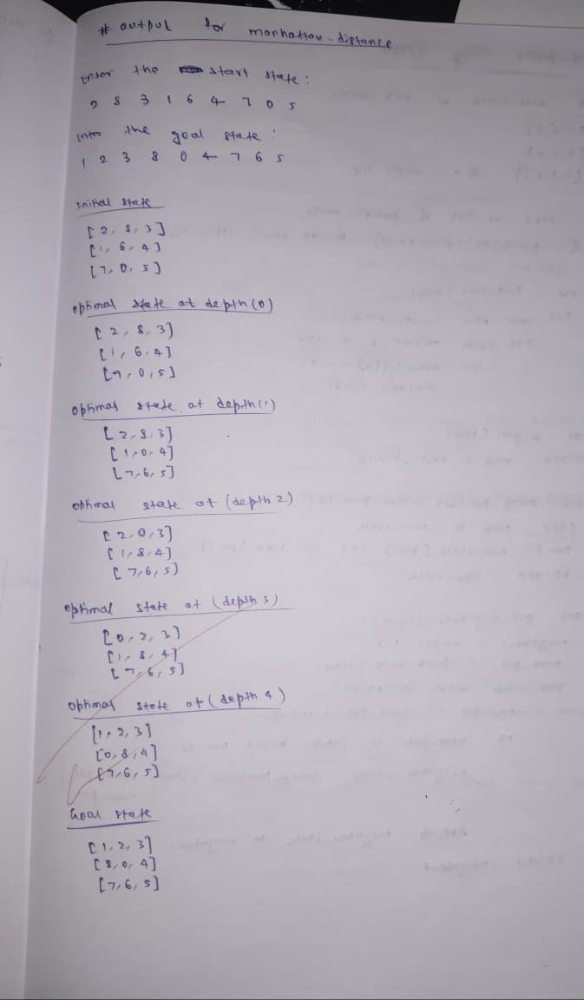 # output for manhattan-distance
Enter the start state:
2 8 3 1 6 4 7 0 5
Enter the goal state:
1 2 3 8 0 4 7 6 5
Initial state
[2, 8, 3]
[1, 6, 4]
[7, 0, 5]
optimal state at depth(0)
[2, 8, 3]
[1, 6, 4]
[7, 0, 5]
optimal state at depth(1)
[2, 8, 3]
[1, 0, 4]
[7, 6, 5]
optimal state at (depth 2)
[2, 0, 3]
[1, 8, 4]
[7, 6, 5]
optimal state at (depth 3)
[0, 2, 3]
[1, 8, 4]
[7, 6, 5]
optimal state at (depth 4)
[1, 2, 3]
[0, 8, 4]
[7, 6, 5]
Goal state
[1, 2, 3]
[8, 0, 4]
[7, 6, 5]